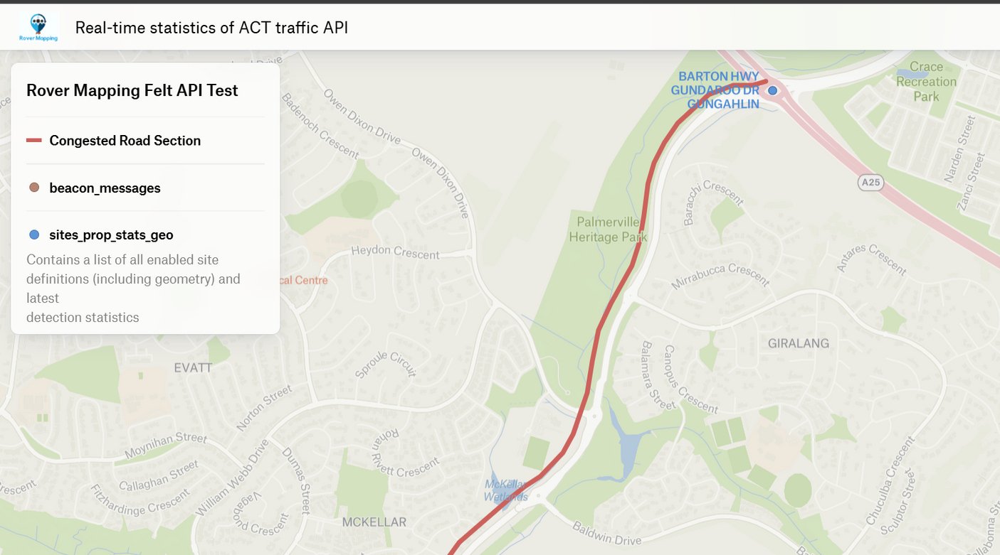 Rover Mapping
Real-time statistics of ACT traffic API
Rover Mapping Felt API Test
Congested Road Section
beacon_messages
sites_prop_stats_geo
Contains a list of all enabled site
definitions (including geometry) and
latest
detection statistics
Drive
BARTON HWY
GUNDAROO DR
GUNGAHLIN
Crace
Recreation
Park
Owen Dixon Drive
Badenoch Crescent
Owen Dixon Drive
Narden Street
Zanci Street
A25
Baracchi Crescent
Palmerville
Heritage Park
Heydon Crescent
Antares Crescent
Mirrabucca Crescent
cal Centre
GIRALANG
EVATT
Sproule Circuit
Balamara Street
Canopus Crescent
Norton Street
Moynihan Street
Rohan
Rivett Crescent
Dumas Street
William Webb Drive
Callaghan Street
Crescent
Fitzhardinge Crescent
McKellar
Wetlands
Chuculba Crescent
Sculptor Street
MCKELLAR
ond Crescent
Baldwin Drive